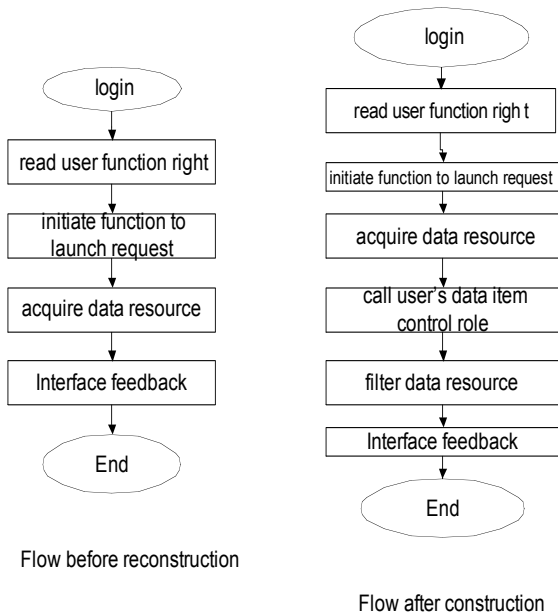 login
read user function right
initiate function to
launch request
acquire data resource
Interface feedback
End
Flow before reconstruction
login
read user function righ t
initiate function to launch request
acquire data resource
call user's data item
control role
filter data resource
Interface feedback
End
Flow after construction